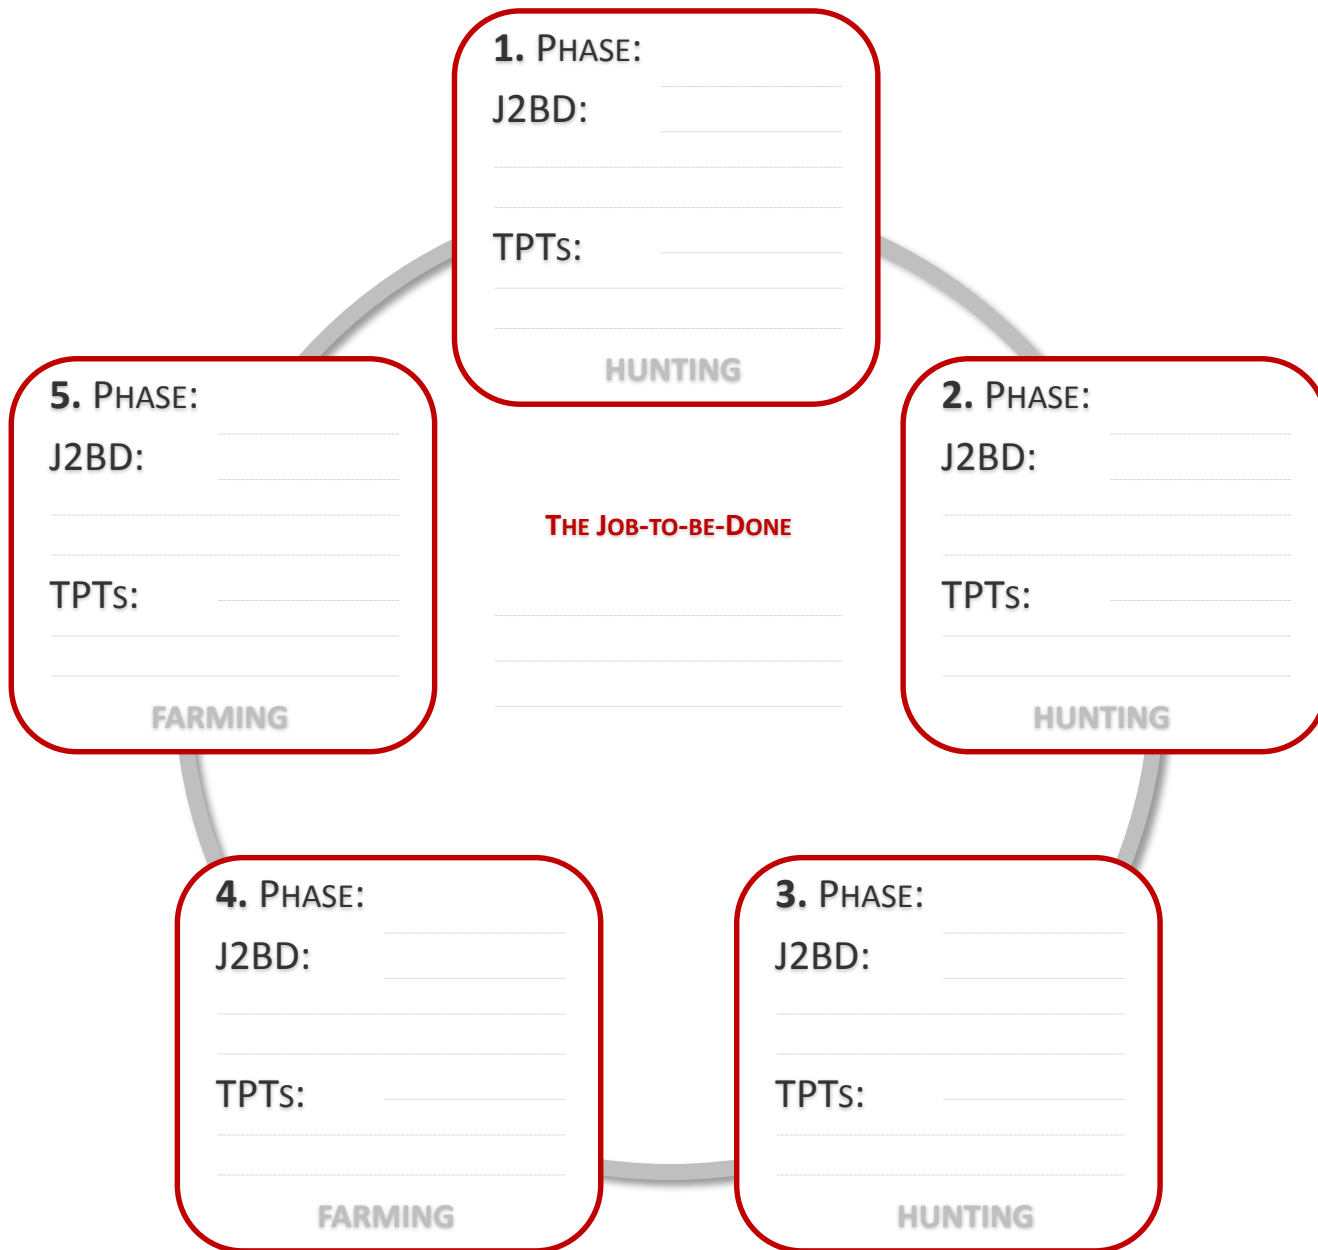 1. PHASE:
J2BD:
TPTs:
HUNTING
2. PHASE:
J2BD:
TPTs:
HUNTING
3. PHASE:
J2BD:
TPTs:
HUNTING
4. PHASE:
J2BD:
TPTs:
FARMING
5. PHASE:
J2BD:
TPTs:
FARMING
THE JOB-TO-BE-DONE